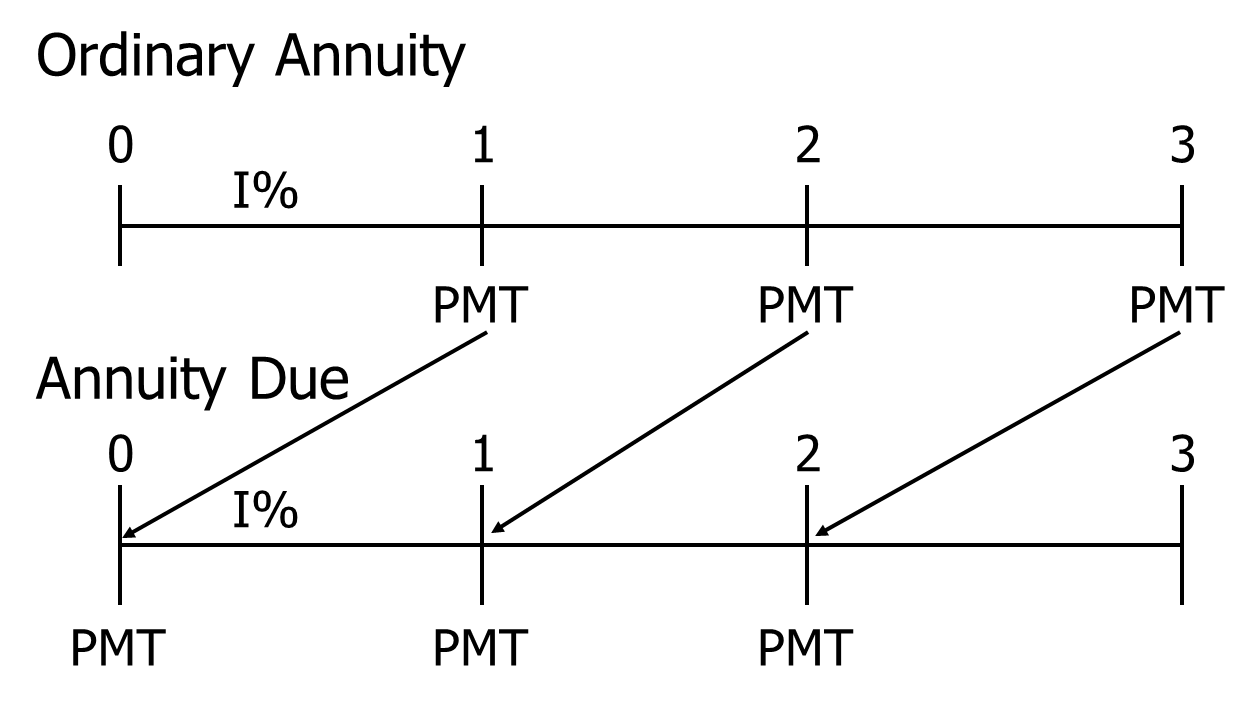 Ordinary Annuity
0 1 2 3
I%
PMT PMT PMT
Annuity Due
0 1 2 3
I%
PMT PMT PMT